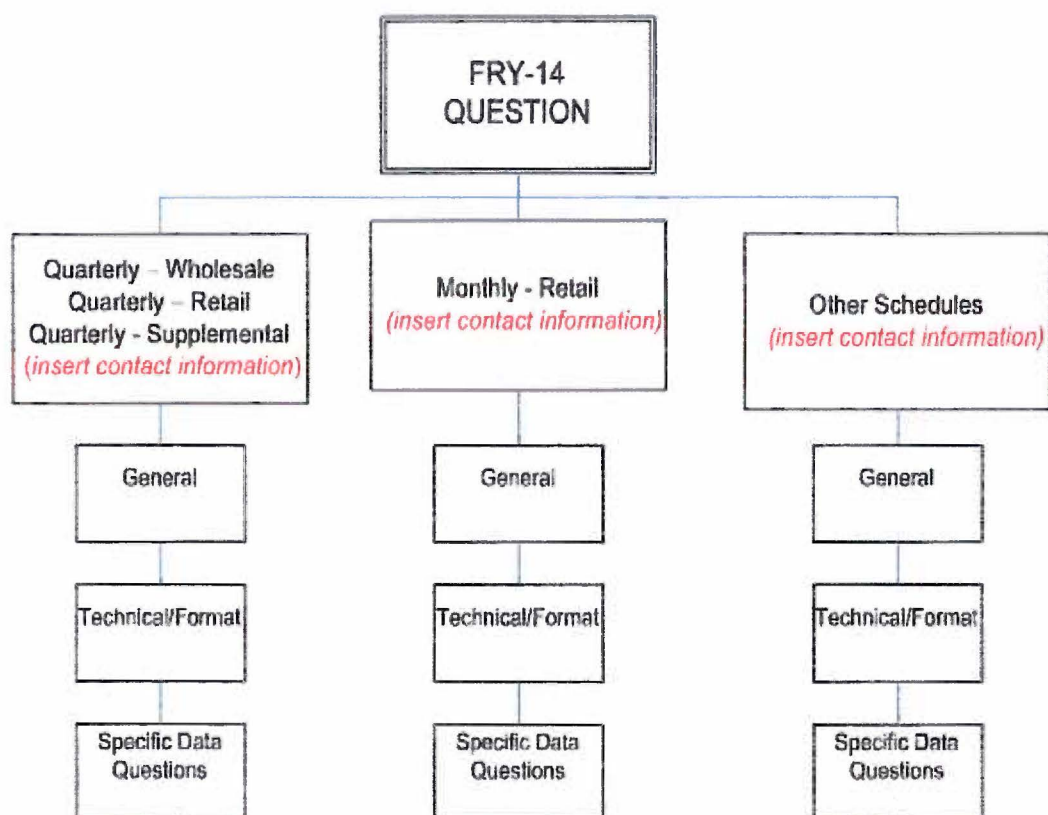 FRY-14
QUESTION
Quarterly – Wholesale
Quarterly – Retail
Quarterly - Supplemental
(insert contact information)
Monthly - Retail
(insert contact information)
Other Schedules
(insert contact information)
General
General
General
Technical/Format
Technical/Format
Technical/Format
Specific Data
Questions
Specific Data
Questions
Specific Data
Questions